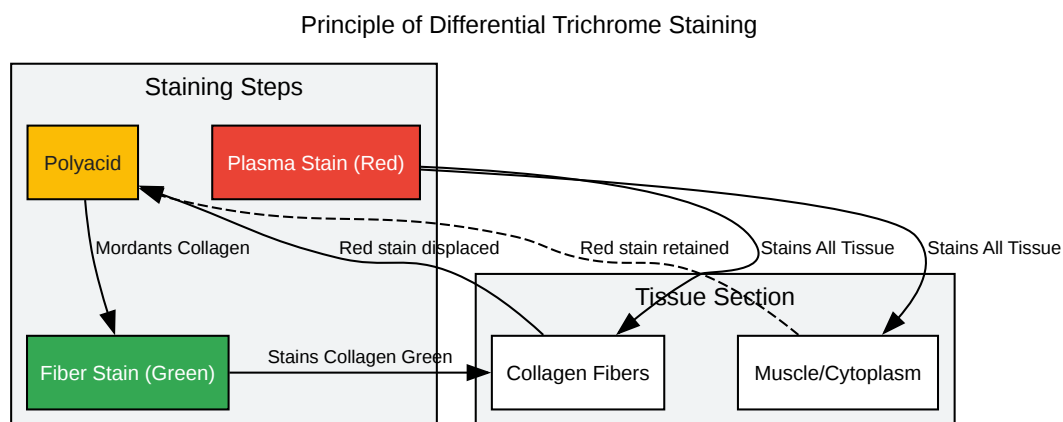 Principle of Differential Trichrome Staining
Staining Steps
Polyacid
Plasma Stain (Red)
Mordants Collagen
Red stain displaced
Red stain retained
Stains All Tissue
Stains All Tissue
Tissue Section
Fiber Stain (Green)
Stains Collagen Green
Collagen Fibers
Muscle/Cytoplasm